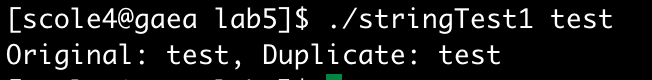 [scole4@gaea lab5]$ ./stringTest1 test
Original: test, Duplicate: test